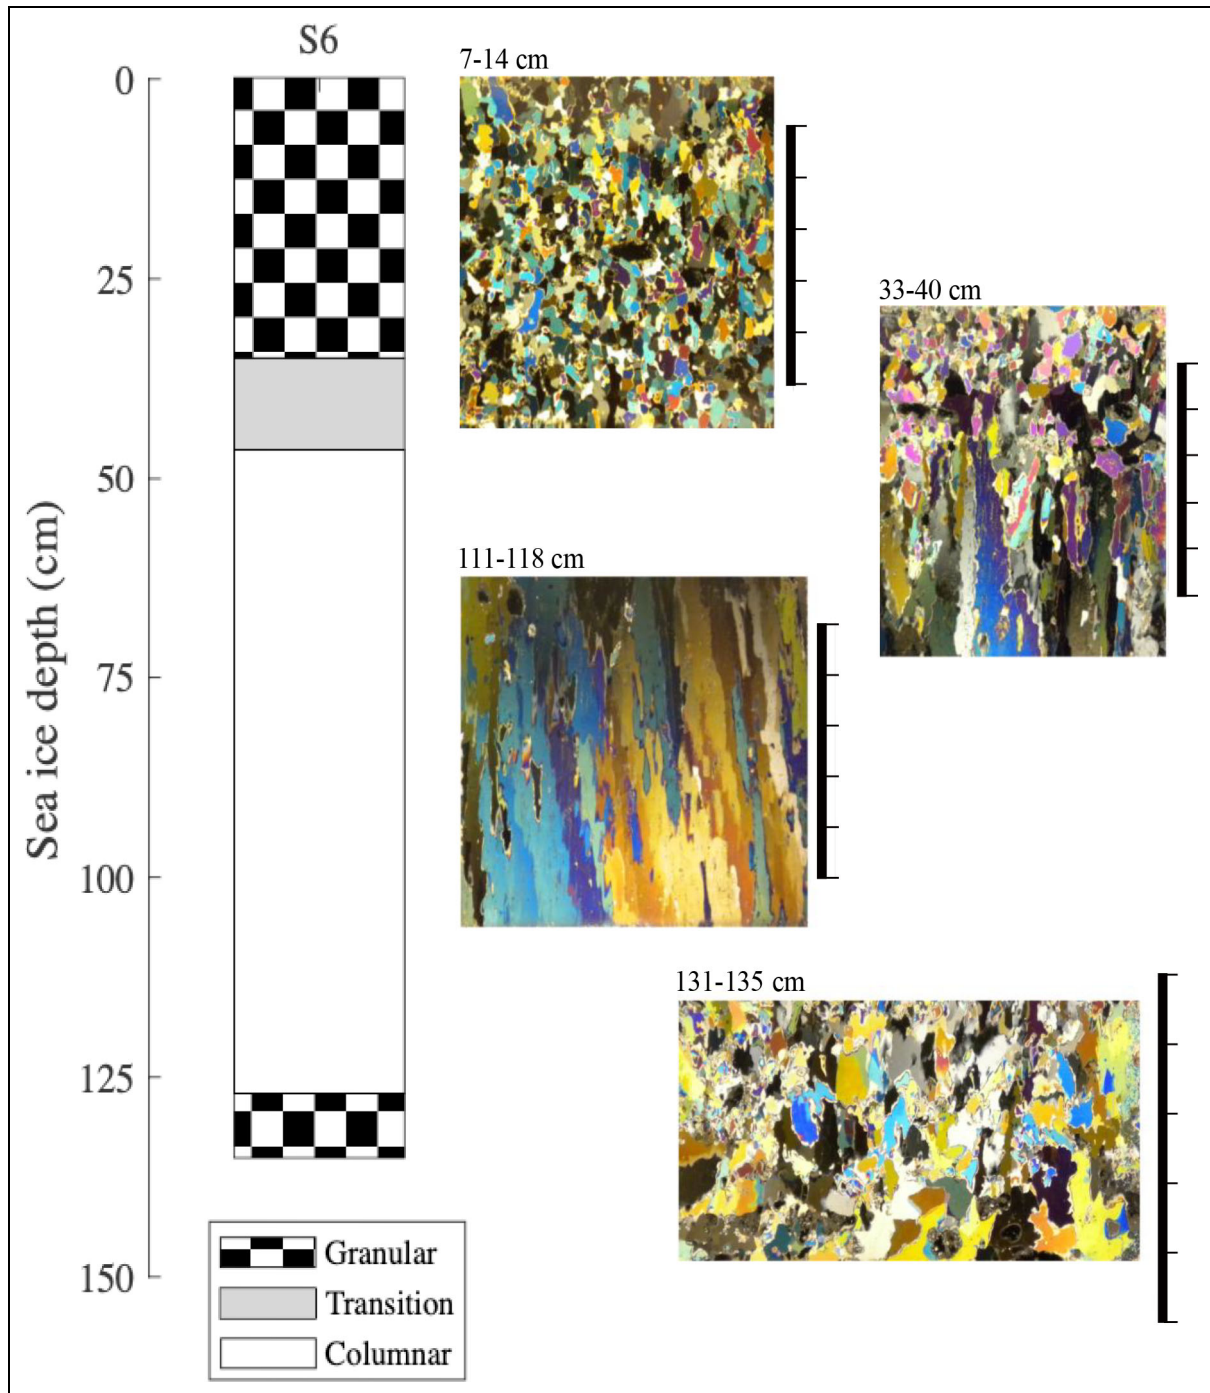 S6
7-14 cm
0
25
33-40 cm
50
111-118 cm
75
Sea ice depth (cm)
100
131-135 cm
125
150
Granular
Transition
Columnar